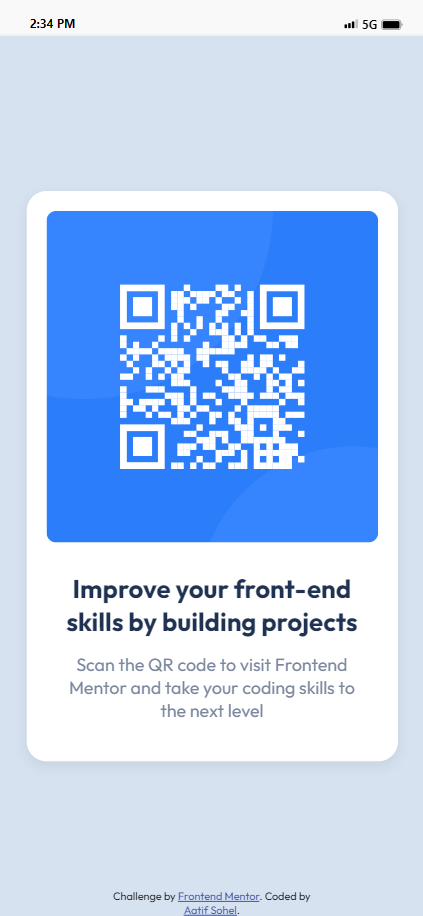 2:34 PM 5G
Improve your front-end
skills by building projects
Scan the QR code to visit Frontend
Mentor and take your coding skills to
the next level
Challenge by Frontend Mentor. Coded by
Aatif Sohel.